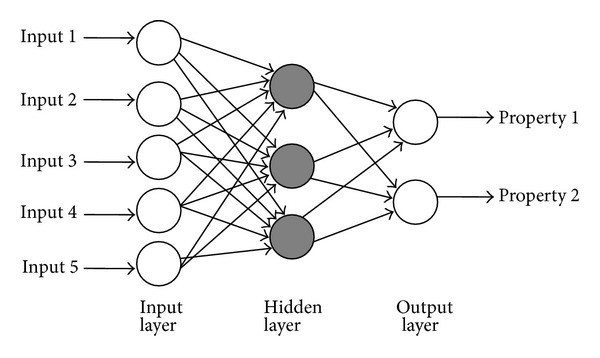 Input 1
Input 2
Input 3
Input 4
Input 5
Property 1
Property 2
Input
layer
Hidden
layer
Output
layer